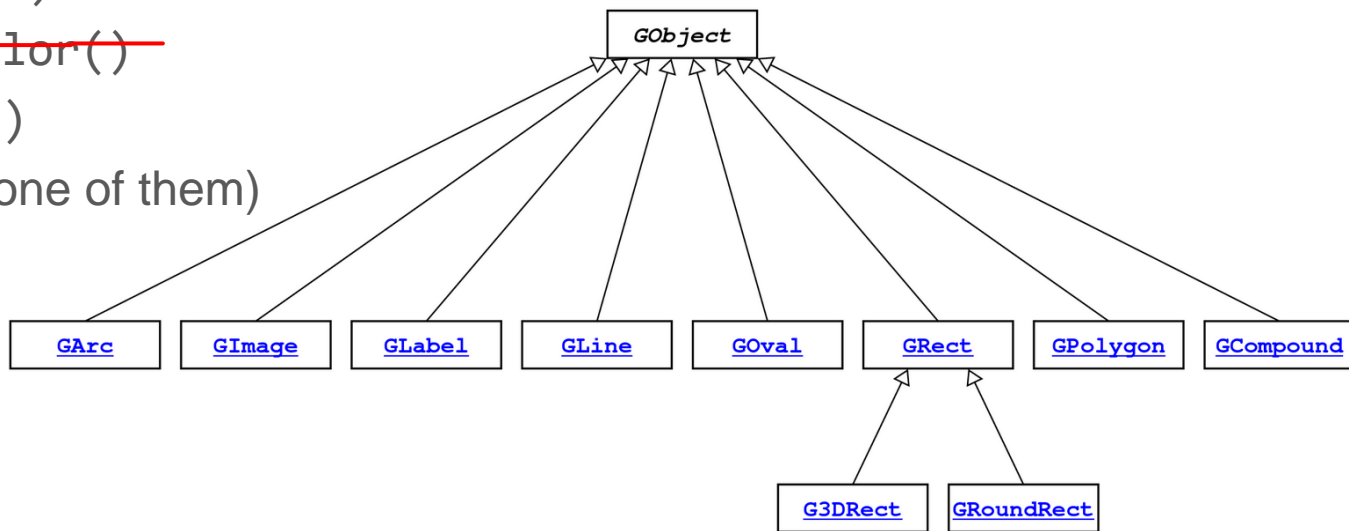 GObject
lor()
)
one of them)
GArc GImage GLabel GLine GOval GRect GPolygon GCompound
G3DRect GRoundRect